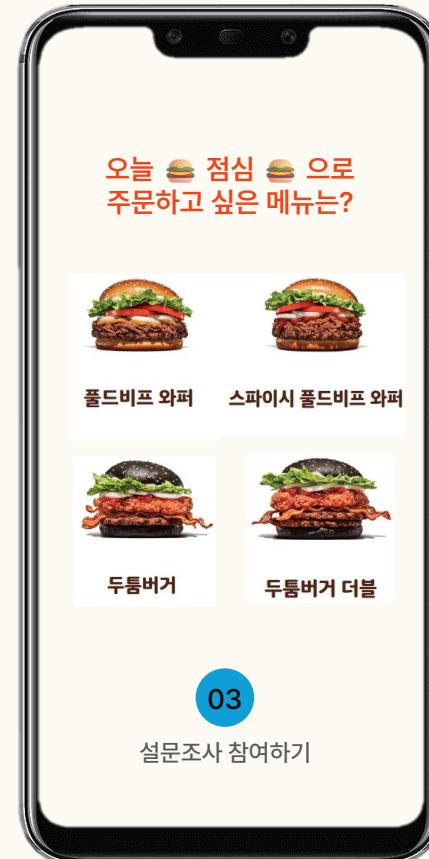 오늘 🍔 점심 🍔 으로
주문하고 싶은 메뉴는?
풀드비프 와퍼
스파이시 풀드비프 와퍼
두툼버거
두툼버거 더블
03
설문조사 참여하기